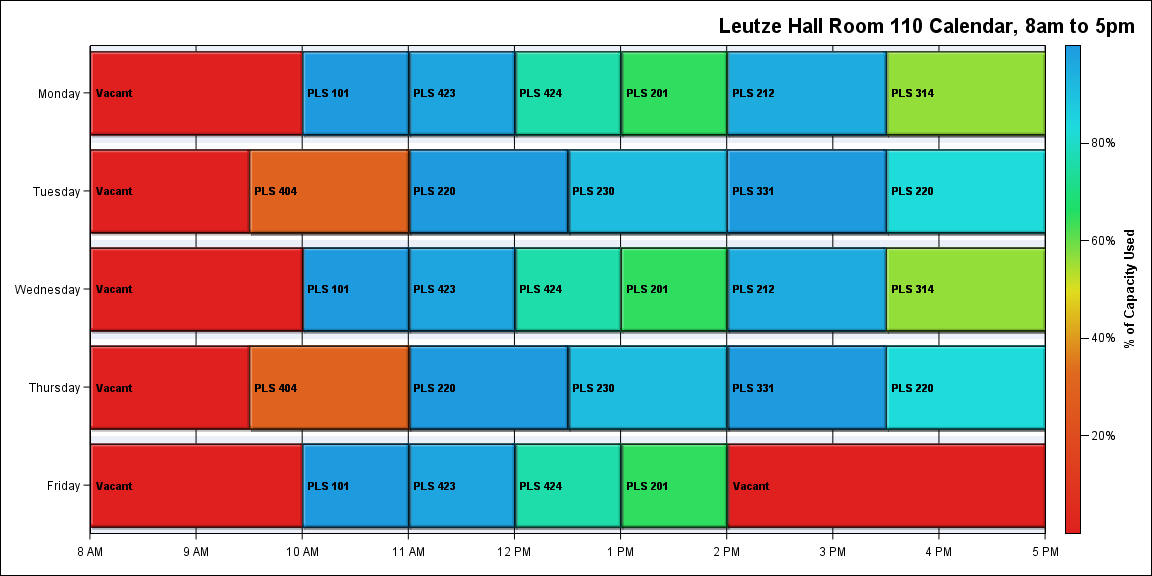 Leutze Hall Room 110 Calendar, 8am to 5pm
Monday
Vacant
PLS 101
PLS 423
PLS 424
PLS 201
PLS 212
PLS 314
Tuesday
Vacant
PLS 404
PLS 220
PLS 230
PLS 331
PLS 220
Wednesday
Vacant
PLS 101
PLS 423
PLS 424
PLS 201
PLS 212
PLS 314
Thursday
Vacant
PLS 404
PLS 220
PLS 230
PLS 331
PLS 220
Friday
Vacant
PLS 101
PLS 423
PLS 424
PLS 201
Vacant
8 AM
9 AM
10 AM
11 AM
12 PM
1 PM
2 PM
3 PM
4 PM
5 PM
80%
60%
40%
20%
% of Capacity Used